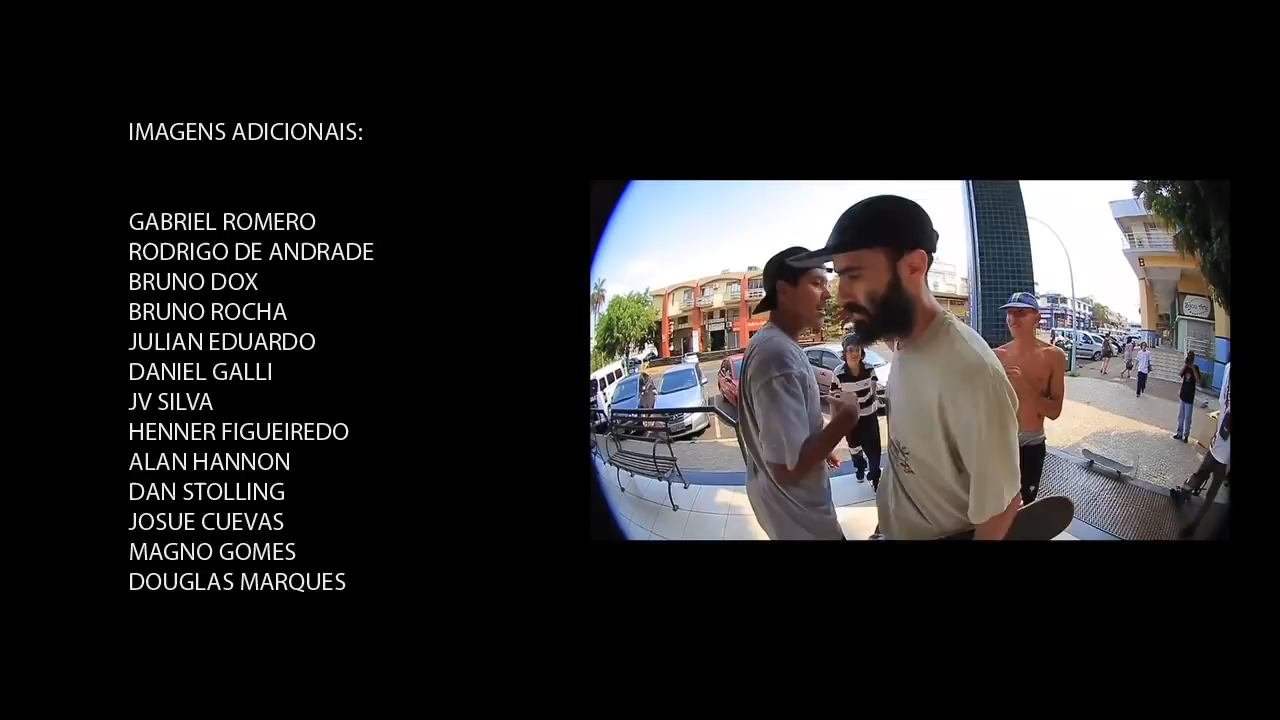 IMAGENS ADICIONAIS:
GABRIEL ROMERO
RODRIGO DE ANDRADE
BRUNO DOX
BRUNO ROCHA
JULIAN EDUARDO
DANIEL GALLI
JV SILVA
HENNER FIGUEIREDO
ALAN HANNON
DAN STOLLING
JOSUE CUEVAS
MAGNO GOMES
DOUGLAS MARQUES